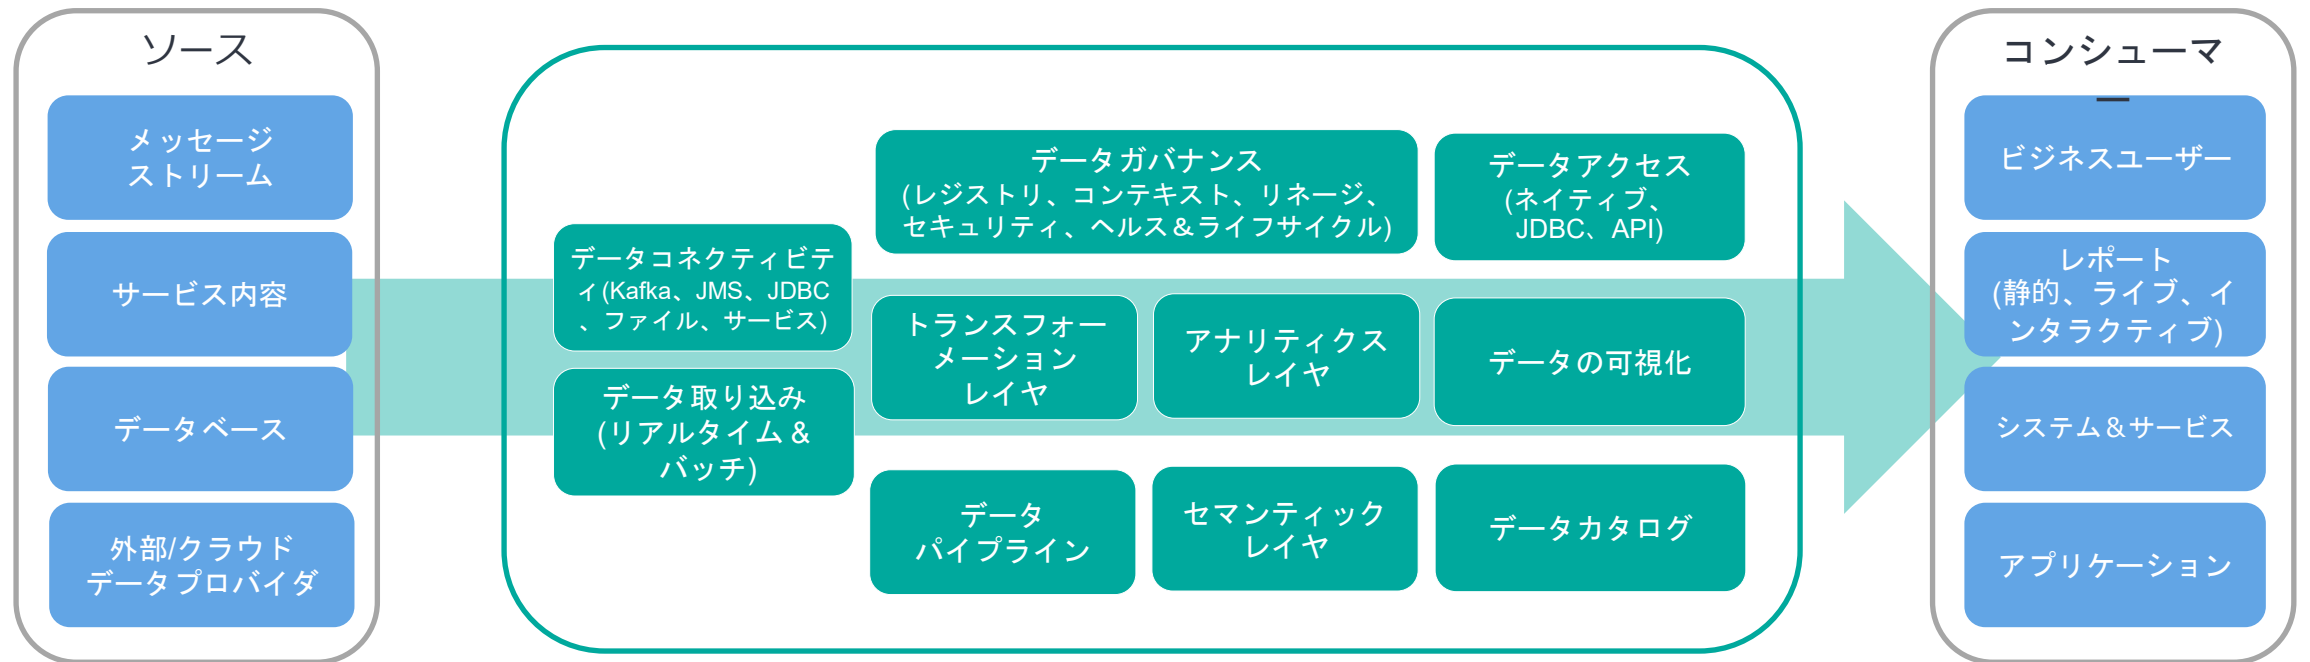 ソース
メッセージ
ストリーム
サービス内容
データベース
外部/クラウド
データプロバイダ
データコネクティビテ
ィ(Kafka、JMS、JDBC
、ファイル、サービス)
データ取り込み
(リアルタイム &
バッチ)
データガバナンス
(レジストリ、コンテキスト、リネージ、
セキュリティ、ヘルス&ライフサイクル)
データアクセス
(ネイティブ、
JDBC、API)
トランスフォー
メーション
レイヤ
アナリティクス
レイヤ
データの可視化
データ
パイプライン
セマンティック
レイヤ
データカタログ
コンシューマ
ー
ビジネスユーザー
レポート
(静的、ライブ、イ
ンタラクティブ)
システム&サービス
アプリケーション